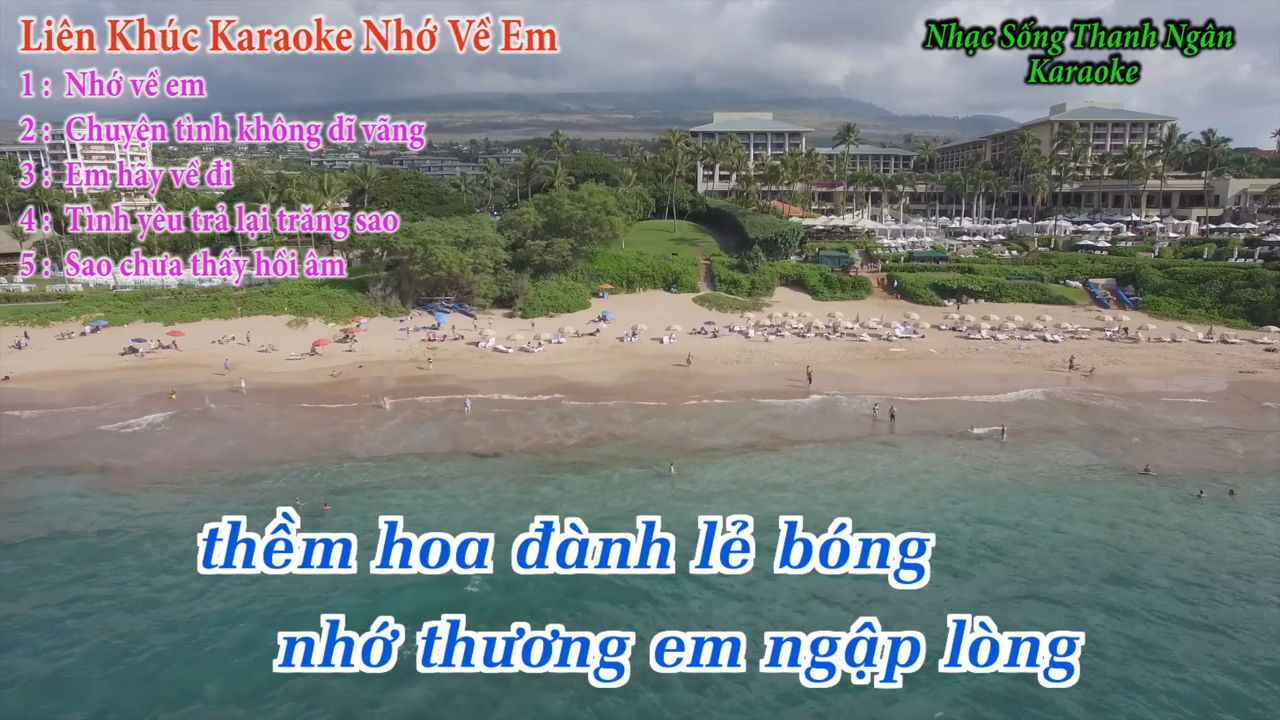 Liên Khúc Karaoke Nhớ Về Em
1 : Nhớ về em
2 : Chuyện tình không dĩ vãng
3 : Em hãy về đi
4 : Tình yêu trả lại trăng sao
5 : Sao chưa thấy hồi âm
Nhạc Sống Thanh Ngân
Karaoke
thềm hoa đành lẻ bóng
nhớ thương em ngập lòng